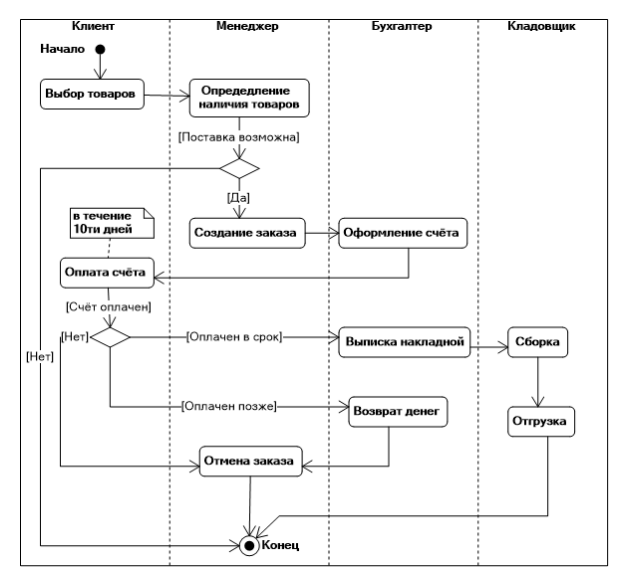 Клиент
Менеджер
Бухгалтер
Кладовщик
Начало
Выбор товаров
Опредедление
наличия товаров
[Поставка возможна]
[Да]
в течение
10ти дней
Создание заказа
Оформление счёта
Оплата счёта
[Счёт оплачен]
[Нет]
[Оплачен в срок]
Выписка накладной
Сборка
[Нет]
[Оплачен позже]
Возврат денег
Отгрузка
Отмена заказа
Конец